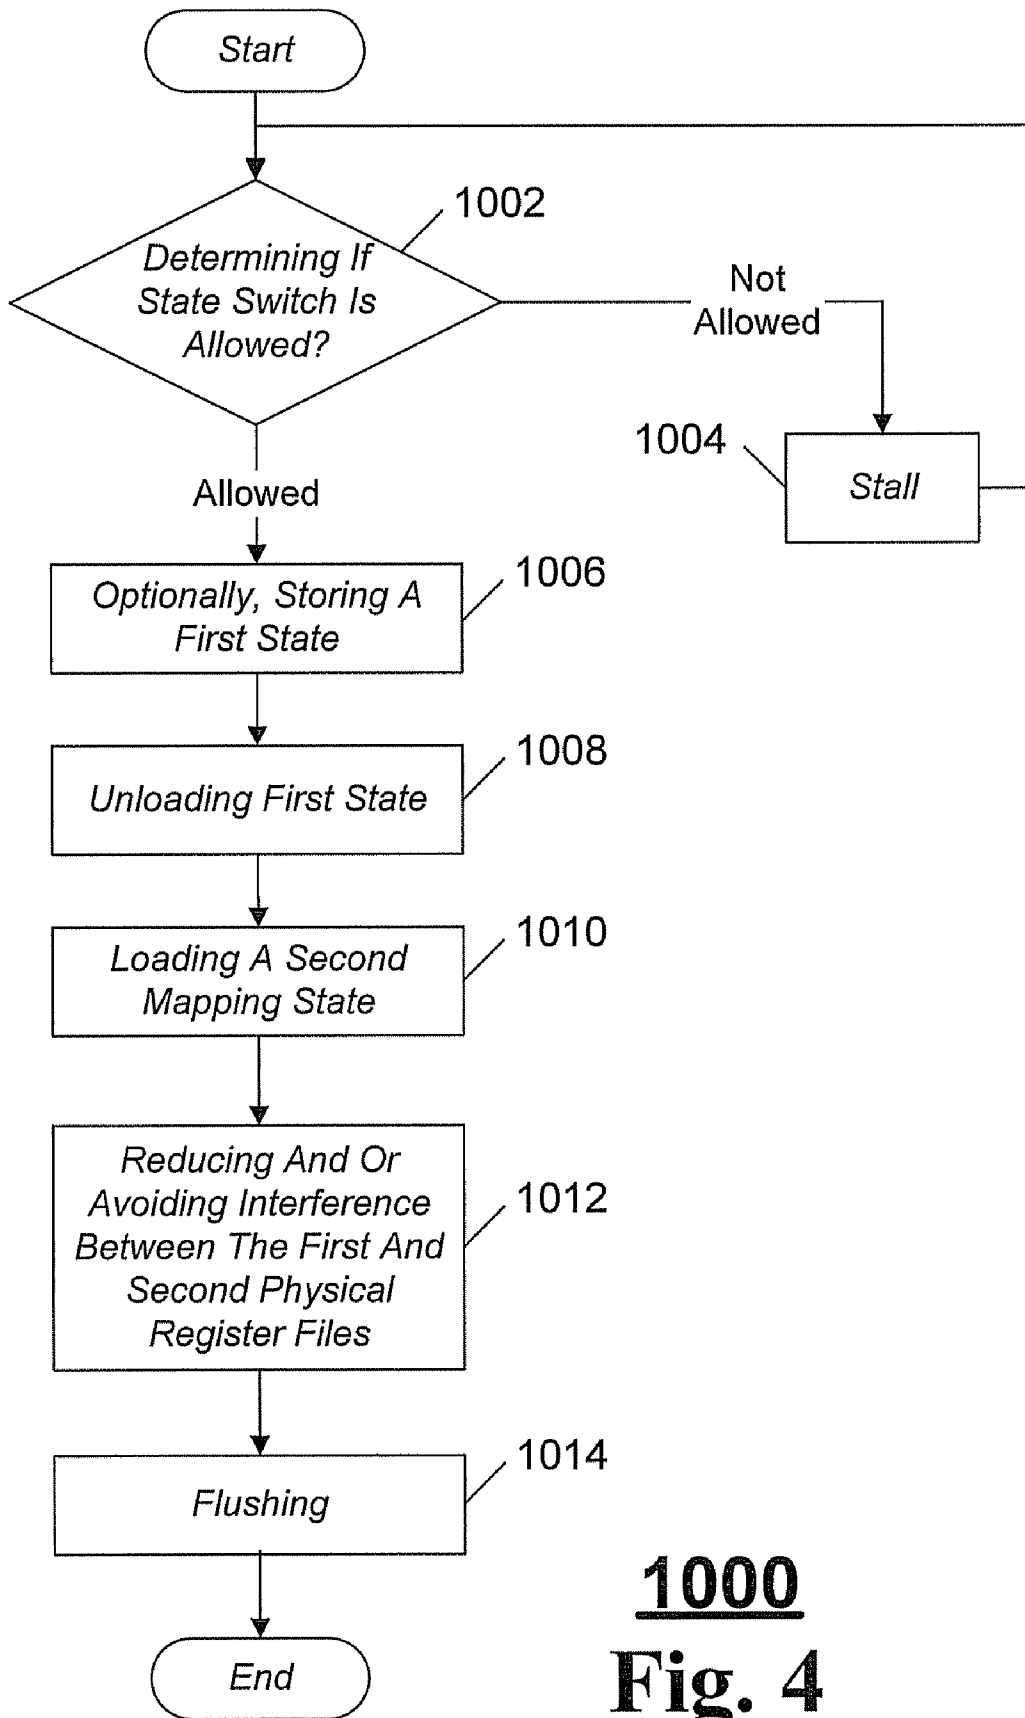 Start
1002
Determining If
State Switch Is
Allowed?
Not
Allowed
1004
Stall
Allowed
1006
Optionally, Storing A
First State
1008
Unloading First State
1010
Loading A Second
Mapping State
1012
Reducing And Or
Avoiding Interference
Between The First And
Second Physical
Register Files
1014
Flushing
End
1000
Fig. 4